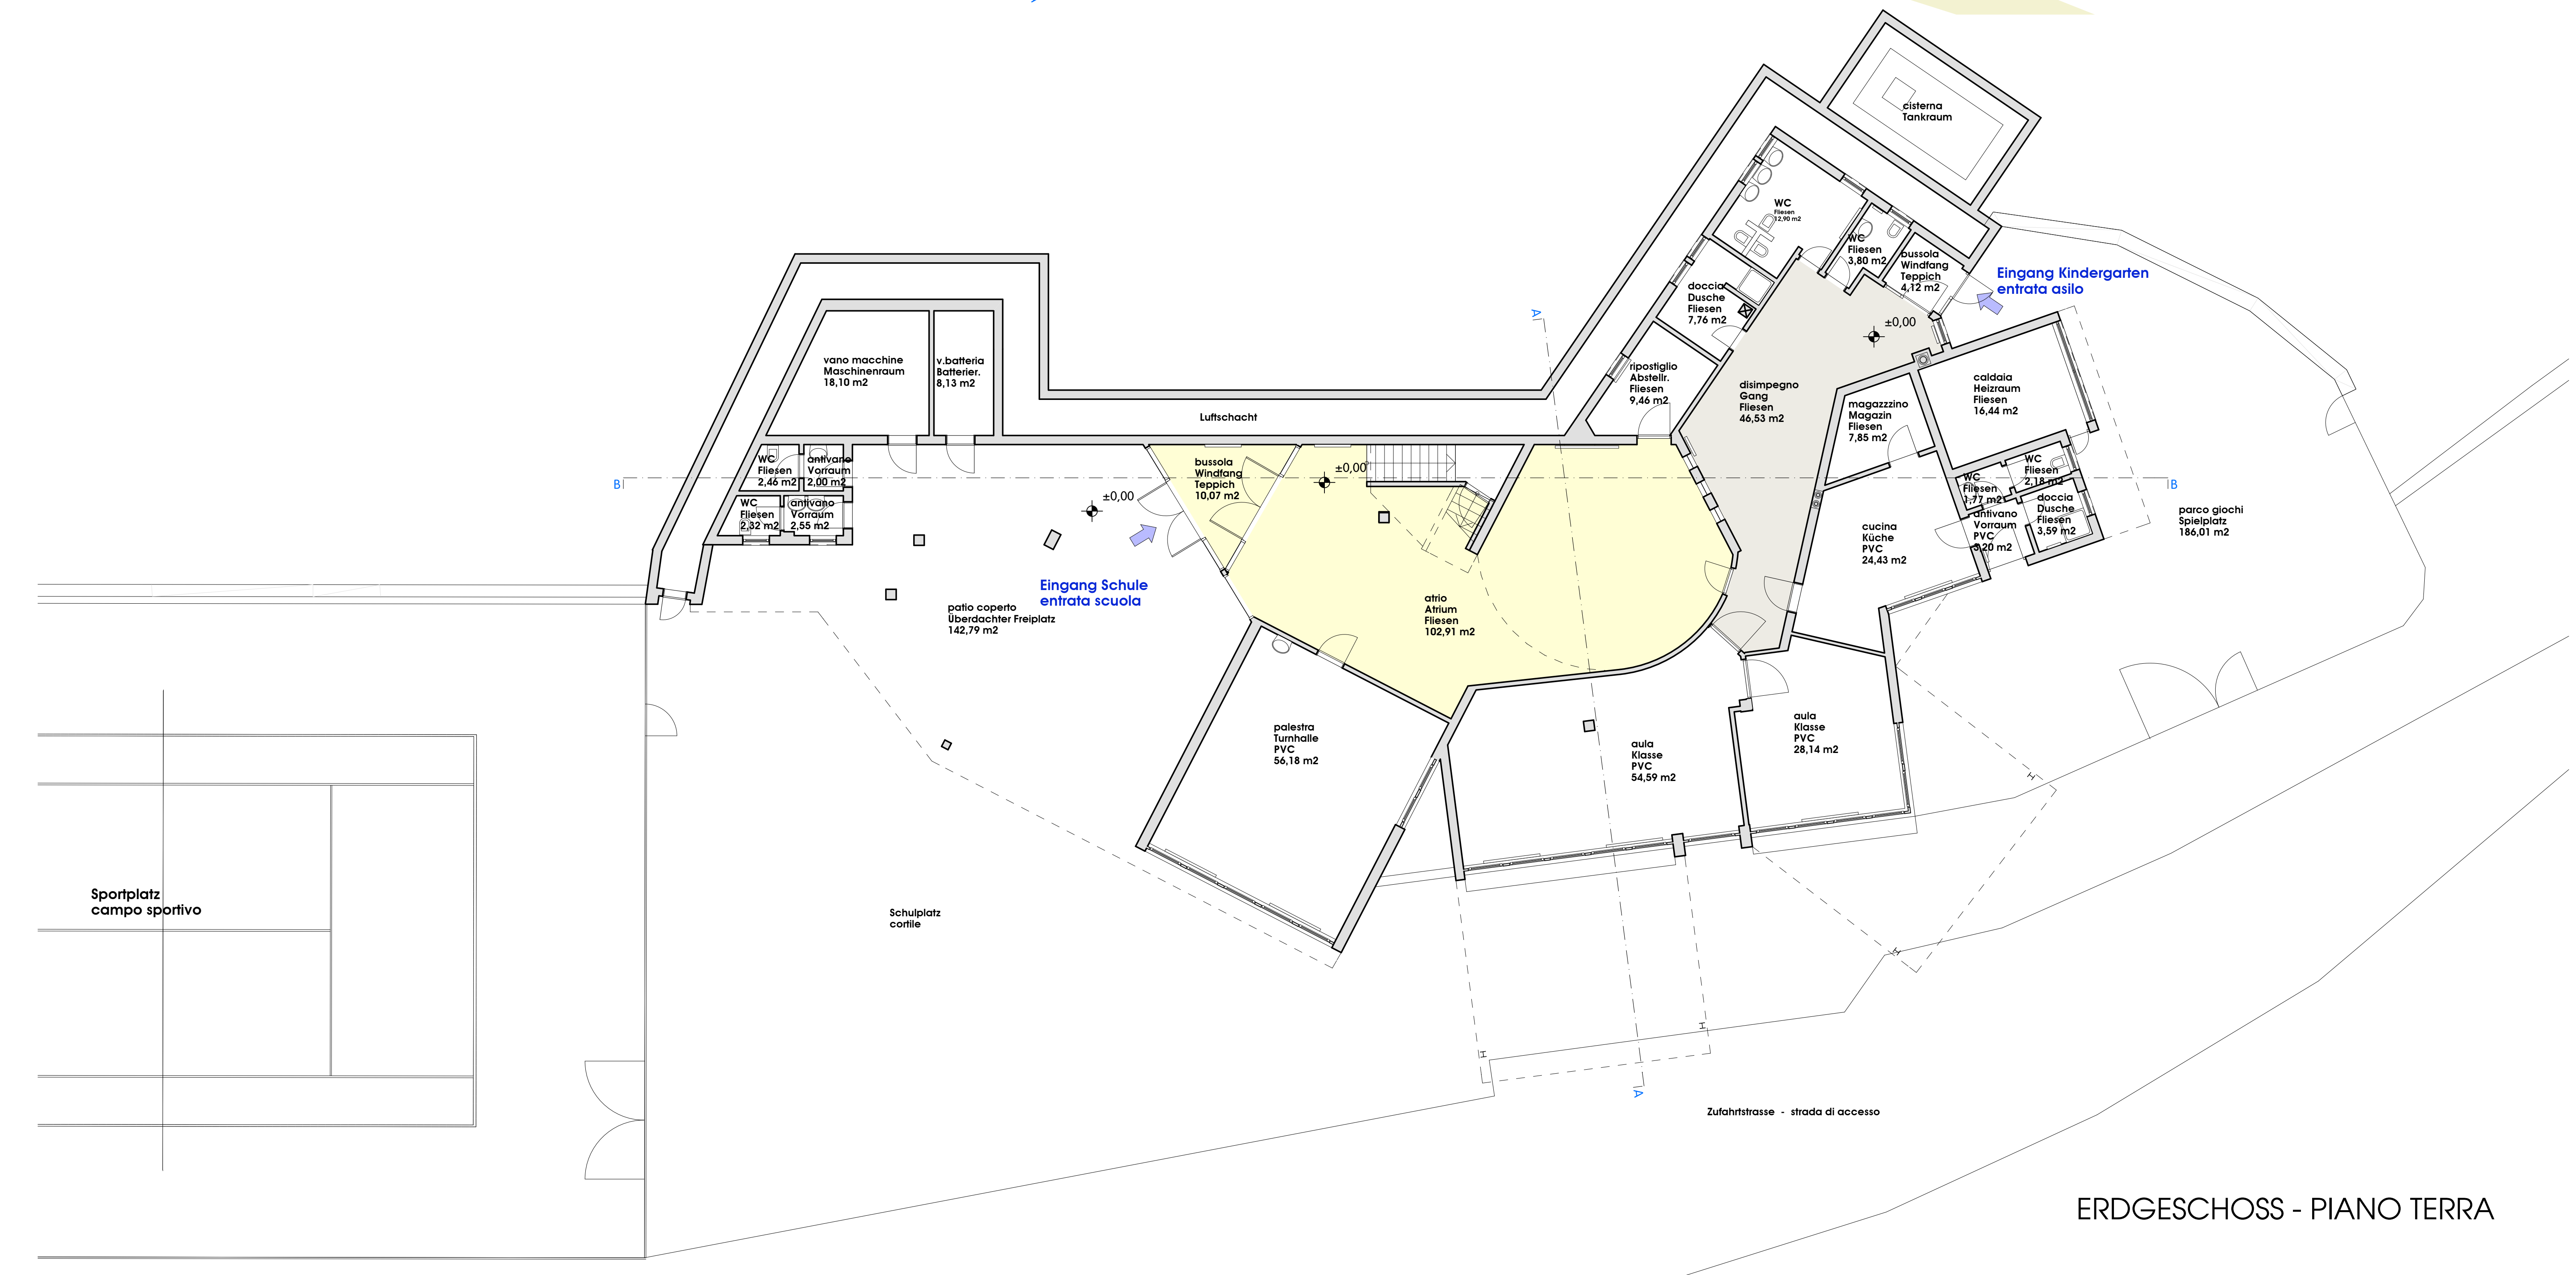 cisterna
Tankraum
WC
Fliesen
12,90 m2
WC
Fliesen
3,80 m2
bussola
Windfang
Teppich
4,12 m2
Eingang Kindergarten
entrata asilo
doccia
Dusche
Fliesen
7,76 m2
±0,00
A
vano macchine
Maschinenraum
18,10 m2
v.batteria
Batterier.
8,13 m2
ripostiglio
Abstellr.
Fliesen
9,46 m2
disimpegno
Gang
Fliesen
46,53 m2
caldaia
Heizraum
Fliesen
16,44 m2
magazzzino
Magazin
Fliesen
7,85 m2
Luftschacht
WC
Fliesen
2,46 m2
antivano
Vorraum
2,00 m2
bussola
Windfang
Teppich
10,07 m2
±0,00
WC
Fliesen
2,18 m2
WC
Fliesen
1,77 m2
B
B
±0,00
WC
Fliesen
2,32 m2
antivano
Vorraum
2,55 m2
doccia
Dusche
Fliesen
3,59 m2
antivano
Vorraum
PVC
5,20 m2
parco giochi
Spielplatz
186,01 m2
cucina
Küche
PVC
24,43 m2
Eingang Schule
entrata scuola
patio coperto
Überdachter Freiplatz
142,79 m2
atrio
Atrium
Fliesen
102,91 m2
palestra
Turnhalle
PVC
56,18 m2
aula
Klasse
PVC
54,59 m2
aula
Klasse
PVC
28,14 m2
H
H
Sportplatz
campo sportivo
Schulplatz
cortile
H
H
A
Zufahrtstrasse - strada di accesso
ERDGESCHOSS - PIANO TERRA